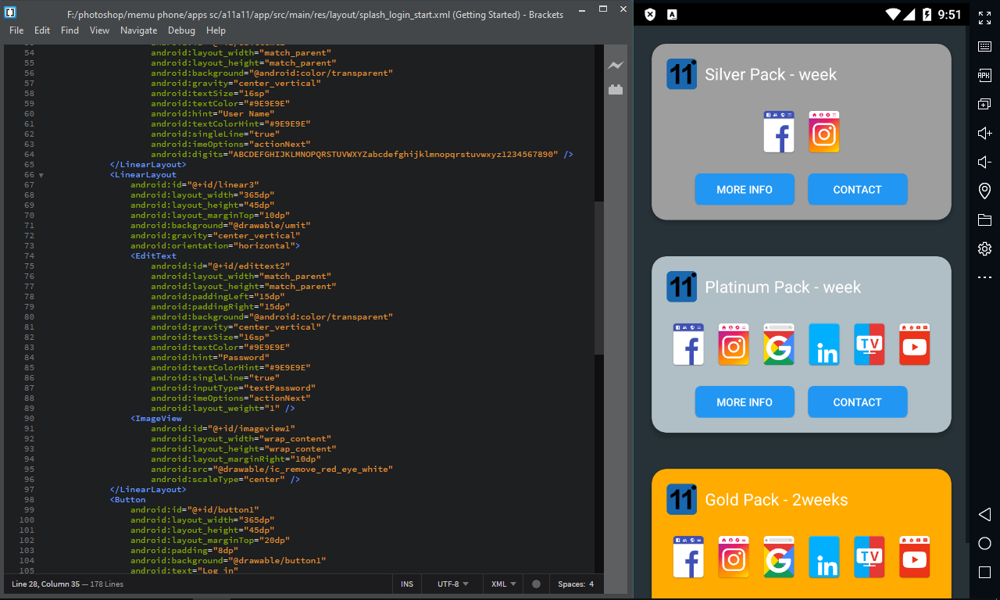 F:/photoshop/memu phone/apps sc/a11a11/app/src/main/res/layout/splash_login_start.xml (Getting Started) - Brackets
File Edit Find View Navigate Debug Help
54 android:layout_width="match_parent"
55 android:layout_height="match_parent"
56 android:background="@android:color/transparent"
57 android:gravity="center_vertical"
58 android:textSize="16sp"
59 android:textColor="#9E9E9E"
60 android:hint="User Name"
61 android:textColorHint="#9E9E9E"
62 android:singleLine="true"
63 android:imeOptions="actionNext"
64 android:digits="ABCDEFGHIJKLMNOPQRSTUVWXYZabcdefghijklmnopqrstuvwxyz1234567890" />
65 </LinearLayout>
66 <LinearLayout
67 android:id="@+id/linear3"
68 android:layout_width="365dp"
69 android:layout_height="45dp"
70 android:layout_marginTop="10dp"
71 android:background="@drawable/umit"
72 android:gravity="center_vertical"
73 android:orientation="horizontal">
74 <EditText
75 android:id="@+id/edittext2"
76 android:layout_width="match_parent"
77 android:layout_height="match_parent"
78 android:paddingLeft="15dp"
79 android:paddingRight="15dp"
80 android:background="@android:color/transparent"
81 android:gravity="center_vertical"
82 android:textSize="16sp"
83 android:textColor="#9E9E9E"
84 android:hint="Password"
85 android:textColorHint="#9E9E9E"
86 android:singleLine="true"
87 android:inputType="textPassword"
88 android:imeOptions="actionNext"
89 android:layout_weight="1" />
90 <ImageView
91 android:id="@+id/imageview1"
92 android:layout_width="wrap_content"
93 android:layout_height="wrap_content"
94 android:layout_marginRight="10dp"
95 android:src="@drawable/ic_remove_red_eye_white"
96 android:scaleType="center" />
97 </LinearLayout>
98 <Button
99 android:id="@+id/button1"
100 android:layout_width="365dp"
101 android:layout_height="45dp"
102 android:layout_marginTop="20dp"
103 android:padding="8dp"
104 android:background="@drawable/button1"
105 android:text="Log in"
Line 28, Column 35 — 178 Lines
INS UTF-8 XML Spaces: 4
A 9:51
11 Silver Pack - week
f
MORE INFO CONTACT
11 Platinum Pack - week
f G in TV
MORE INFO CONTACT
11 Gold Pack - 2weeks
f G in TV
APK